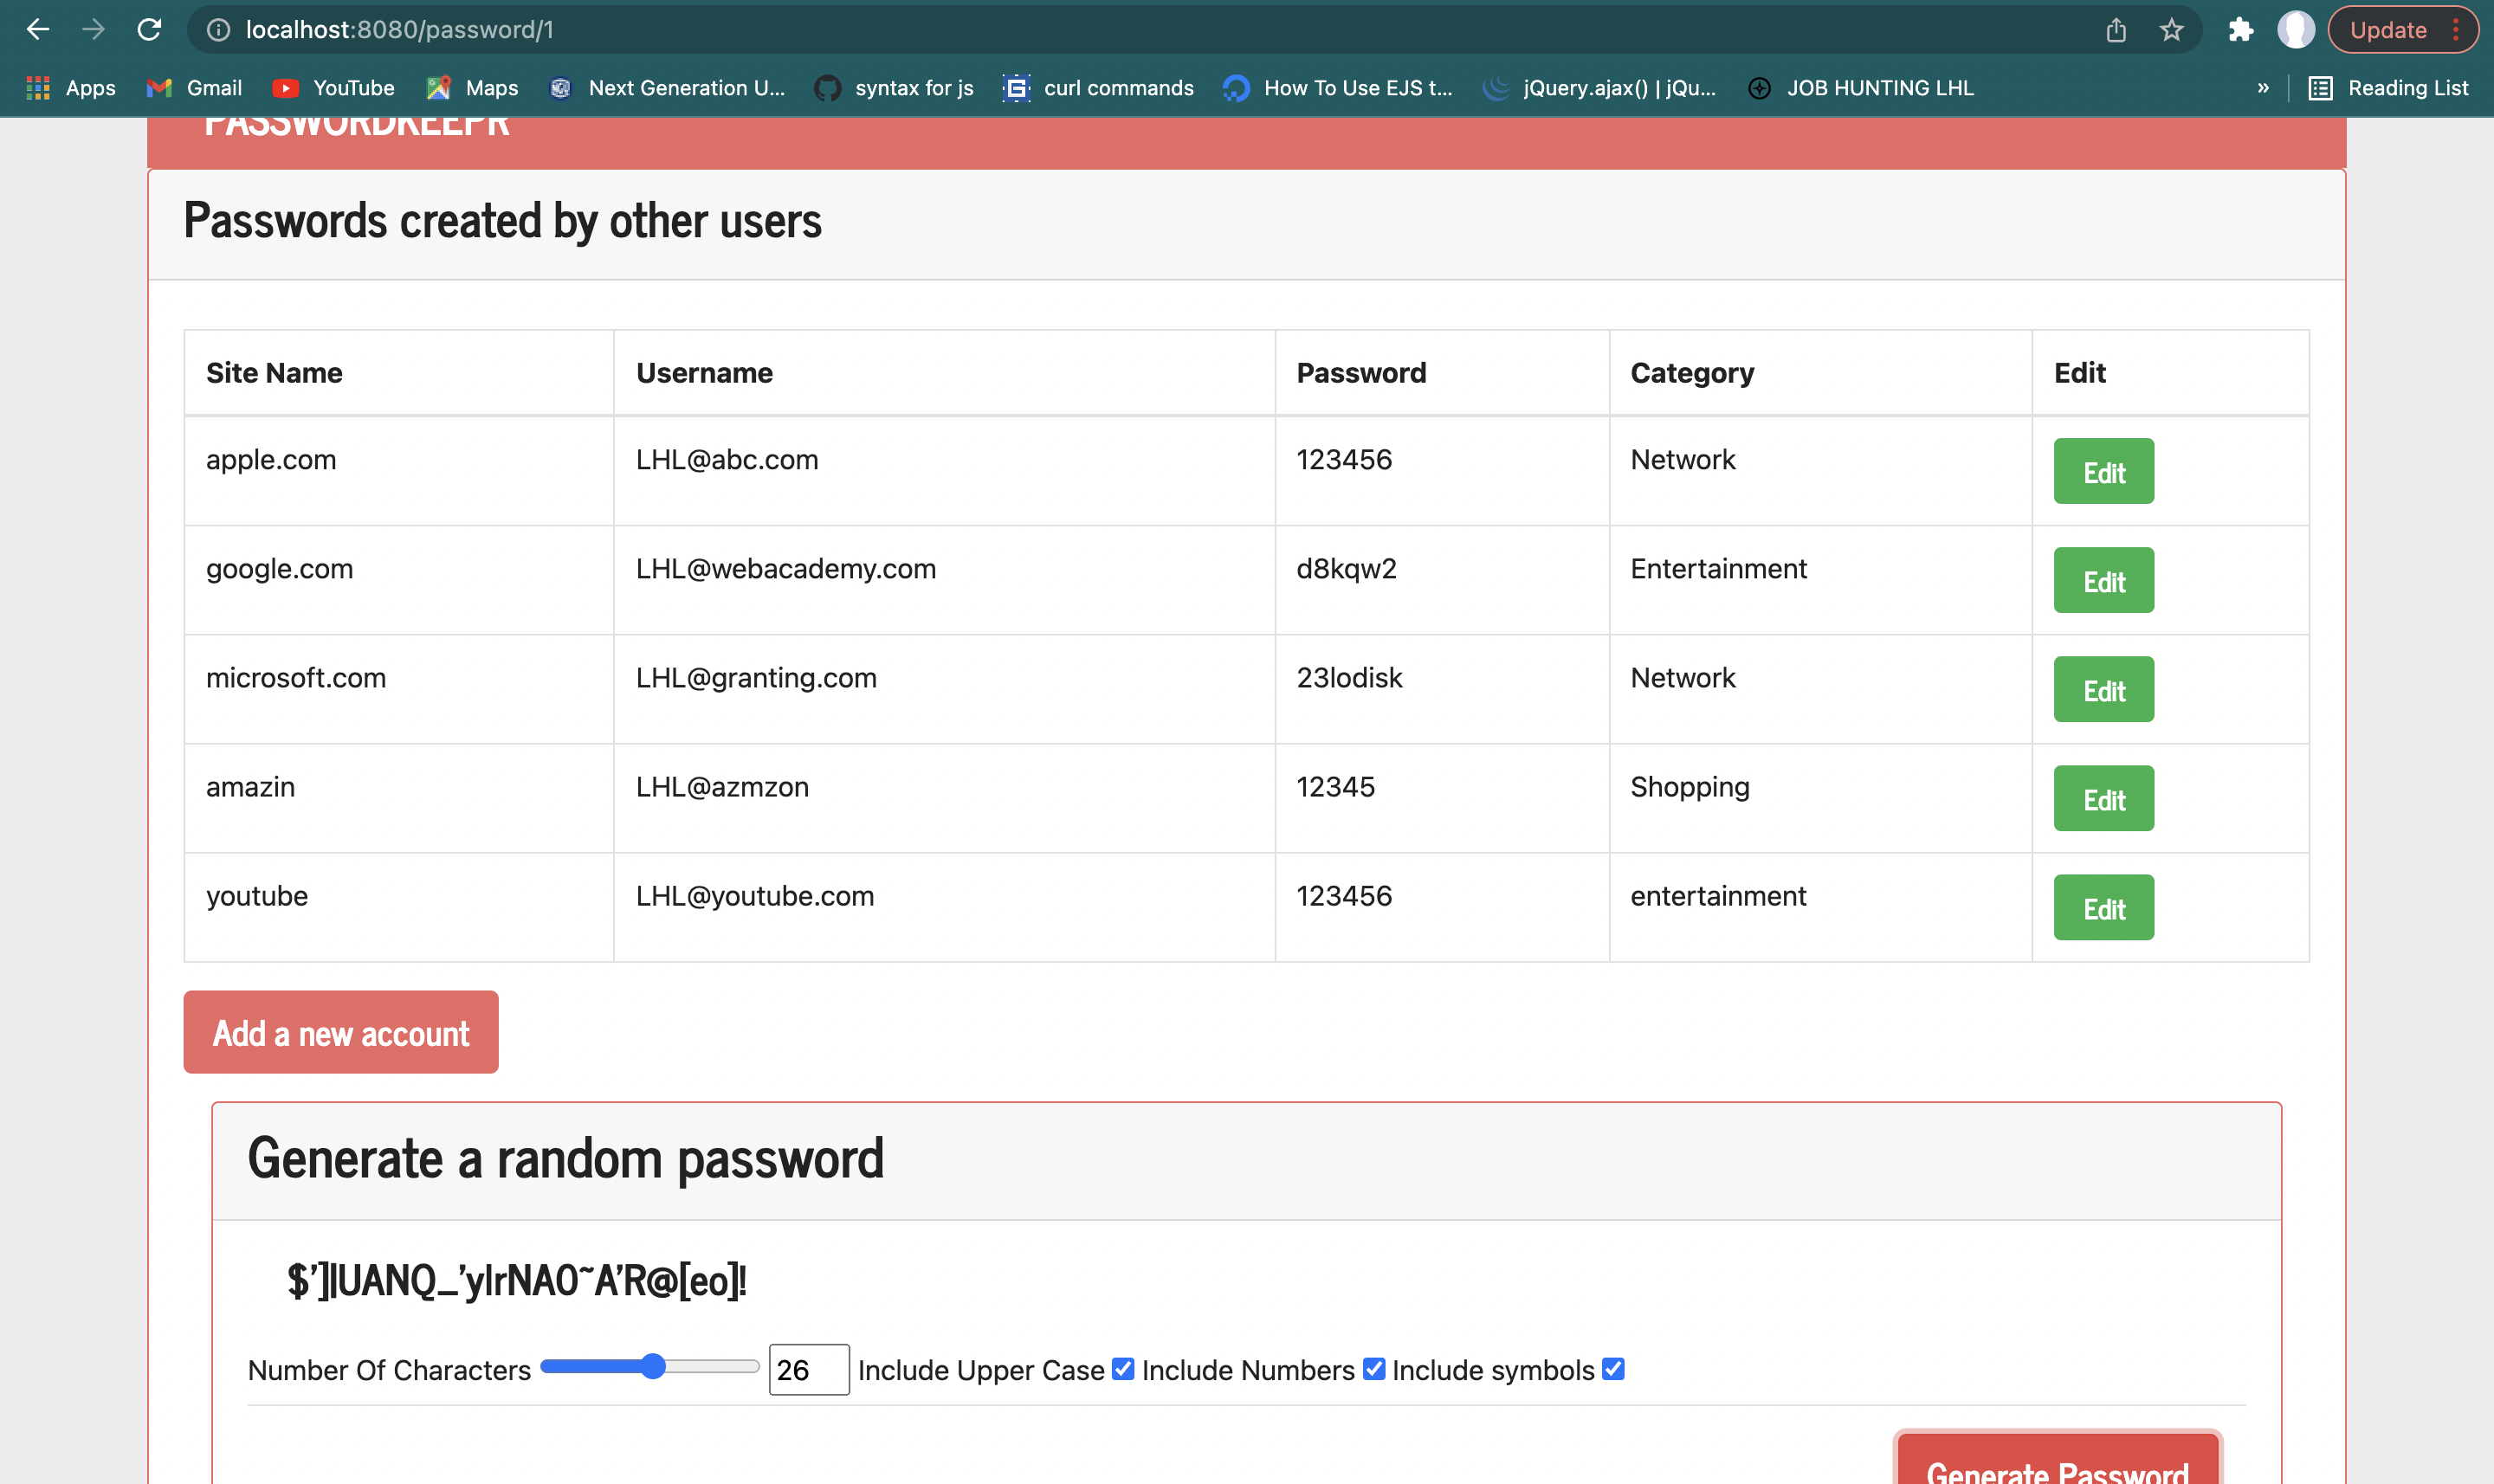 localhost:8080/password/1 Update
Apps Gmail YouTube Maps Next Generation U... syntax for js curl commands How To Use EJS t... jQuery.ajax() | jQu... JOB HUNTING LHL » Reading List
PASSWORDKEEPR
Passwords created by other users
Site Name Username Password Category Edit
apple.com LHL@abc.com 123456 Network Edit
google.com LHL@webacademy.com d8kqw2 Entertainment Edit
microsoft.com LHL@granting.com 23lodisk Network Edit
amazin LHL@azmzon 12345 Shopping Edit
youtube LHL@youtube.com 123456 entertainment Edit
Add a new account
Generate a random password
Number Of Characters 26 Include Upper Case Include Numbers Include symbols
Generate Password